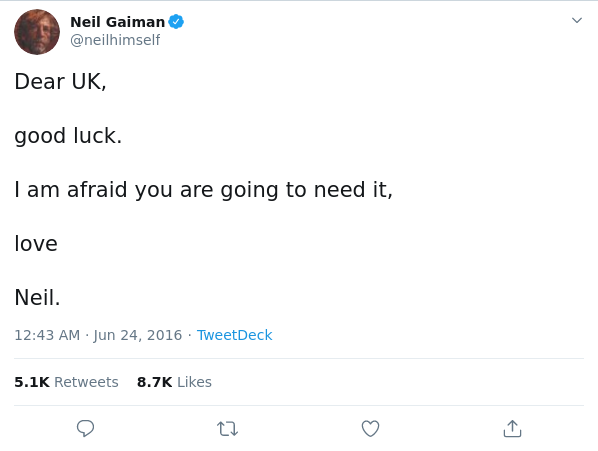 Neil Gaiman
@neilhimself
Dear UK,
good luck.
I am afraid you are going to need it,
love
Neil.
12:43 AM · Jun 24, 2016 · TweetDeck
5.1K Retweets 8.7K Likes